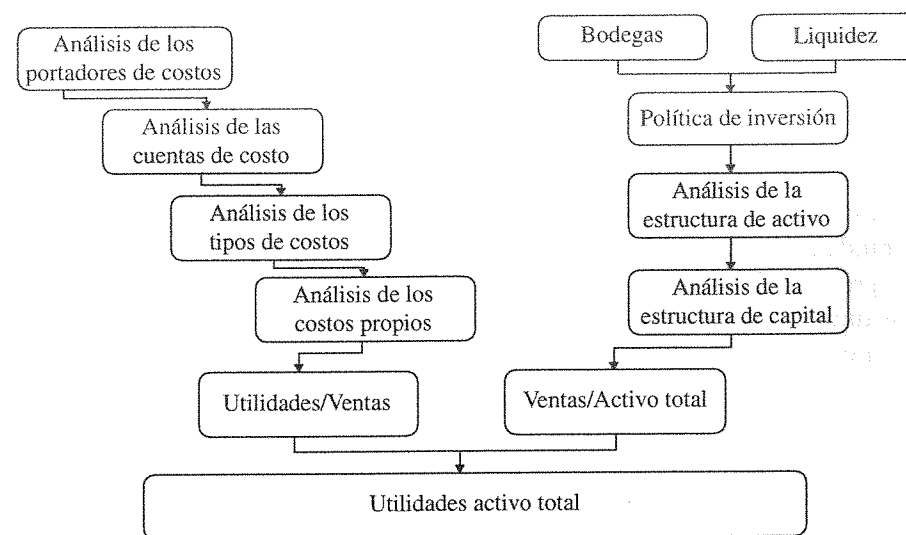 Análisis de los
portadores de costos
Análisis de las
cuentas de costo
Análisis de los
tipos de costos
Análisis de los
costos propios
Utilidades/Ventas
Bodegas
Liquidez
Política de inversión
Análisis de la
estructura de activo
Análisis de la
estructura de capital
Ventas/Activo total
Utilidades activo total